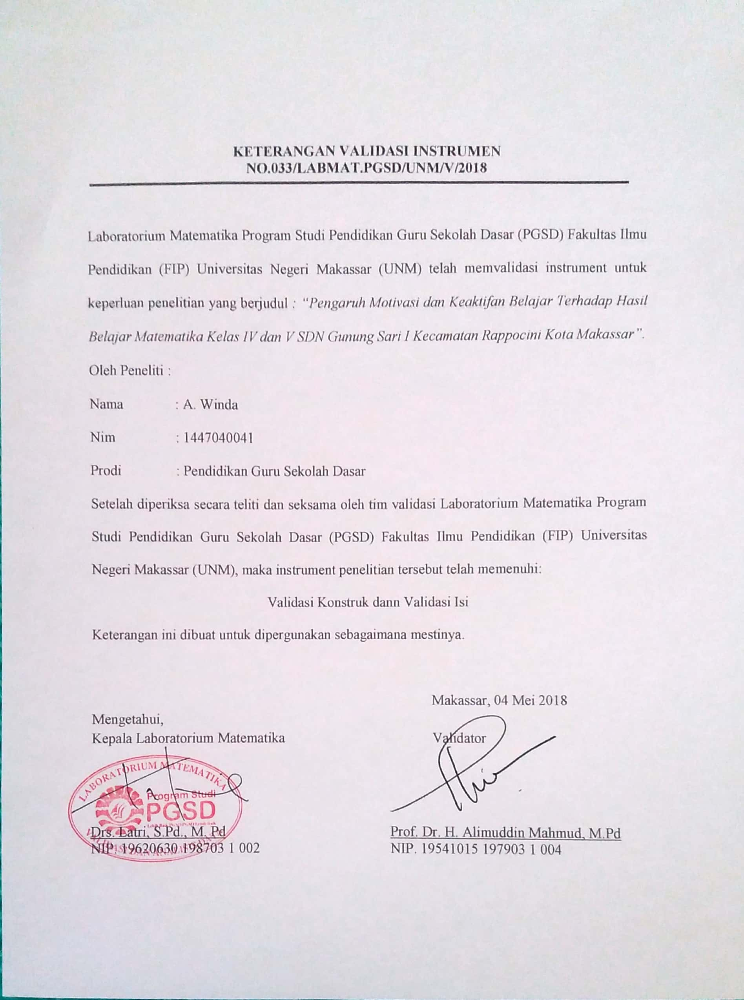 KETERANGAN VALIDASI INSTRUMEN
NO.033/LABMAT.PGSD/UNM/V/2018
Laboratorium Matematika Program Studi Pendidikan Guru Sekolah Dasar (PGSD) Fakultas Ilmu
Pendidikan (FIP) Universitas Negeri Makassar (UNM) telah memvalidasi instrument untuk
keperluan penelitian yang berjudul : “Pengaruh Motivasi dan Keaktifan Belajar Terhadap Hasil
Belajar Matematika Kelas IV dan V SDN Gunung Sari I Kecamatan Rappocini Kota Makassar”.
Oleh Peneliti :
Nama : A. Winda
Nim : 1447040041
Prodi : Pendidikan Guru Sekolah Dasar
Setelah diperiksa secara teliti dan seksama oleh tim validasi Laboratorium Matematika Program
Studi Pendidikan Guru Sekolah Dasar (PGSD) Fakultas Ilmu Pendidikan (FIP) Universitas
Negeri Makassar (UNM), maka instrument penelitian tersebut telah memenuhi:
Validasi Konstruk dann Validasi Isi
Keterangan ini dibuat untuk dipergunakan sebagaimana mestinya.
Makassar, 04 Mei 2018
Mengetahui,
Kepala Laboratorium Matematika
Validator
LABORATORIUM MATEMATIKA
Program Studi
PGSD
Drs. Latri, S.Pd., M. Pd
NIP. 19620630 198703 1 002
Prof. Dr. H. Alimuddin Mahmud, M.Pd
NIP. 19541015 197903 1 004